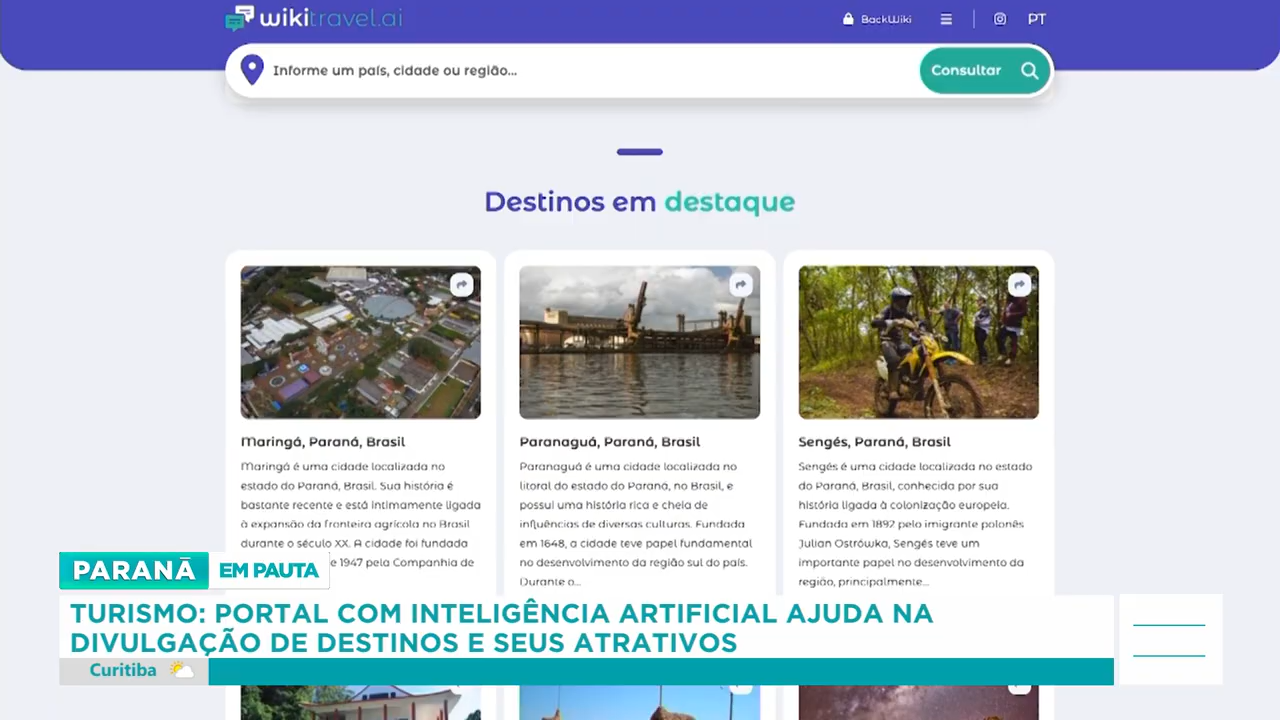 wikitravel.ai
BackWiki
PT
Informe um país, cidade ou região...
Consultar
Destinos em destaque
Maringá, Paraná, Brasil
Maringá é uma cidade localizada no
estado do Paraná, Brasil. Sua história é
bastante recente e está intimamente ligada
à expansão da fronteira agrícola no Brasil
durante o século XX. A cidade foi fundada
e 1947 pela Companhia de
Paranaguá, Paraná, Brasil
Paranaguá é uma cidade localizada no
litoral do estado do Paraná, no Brasil, e
possui uma história rica e cheia de
influências de diversas culturas. Fundada
em 1648, a cidade teve papel fundamental
no desenvolvimento da região sul do país.
Durante o...
Sengés, Paraná, Brasil
Sengés é uma cidade localizada no estado
do Paraná, Brasil, conhecida por sua
história ligada à colonização europeia.
Fundada em 1892 pelo imigrante polonês
Julian Ostrówka, Sengés teve um
importante papel no desenvolvimento da
região, principalmente...
PARANÁ EM PAUTA
TURISMO: PORTAL COM INTELIGÊNCIA ARTIFICIAL AJUDA NA
DIVULGAÇÃO DE DESTINOS E SEUS ATRATIVOS
Curitiba